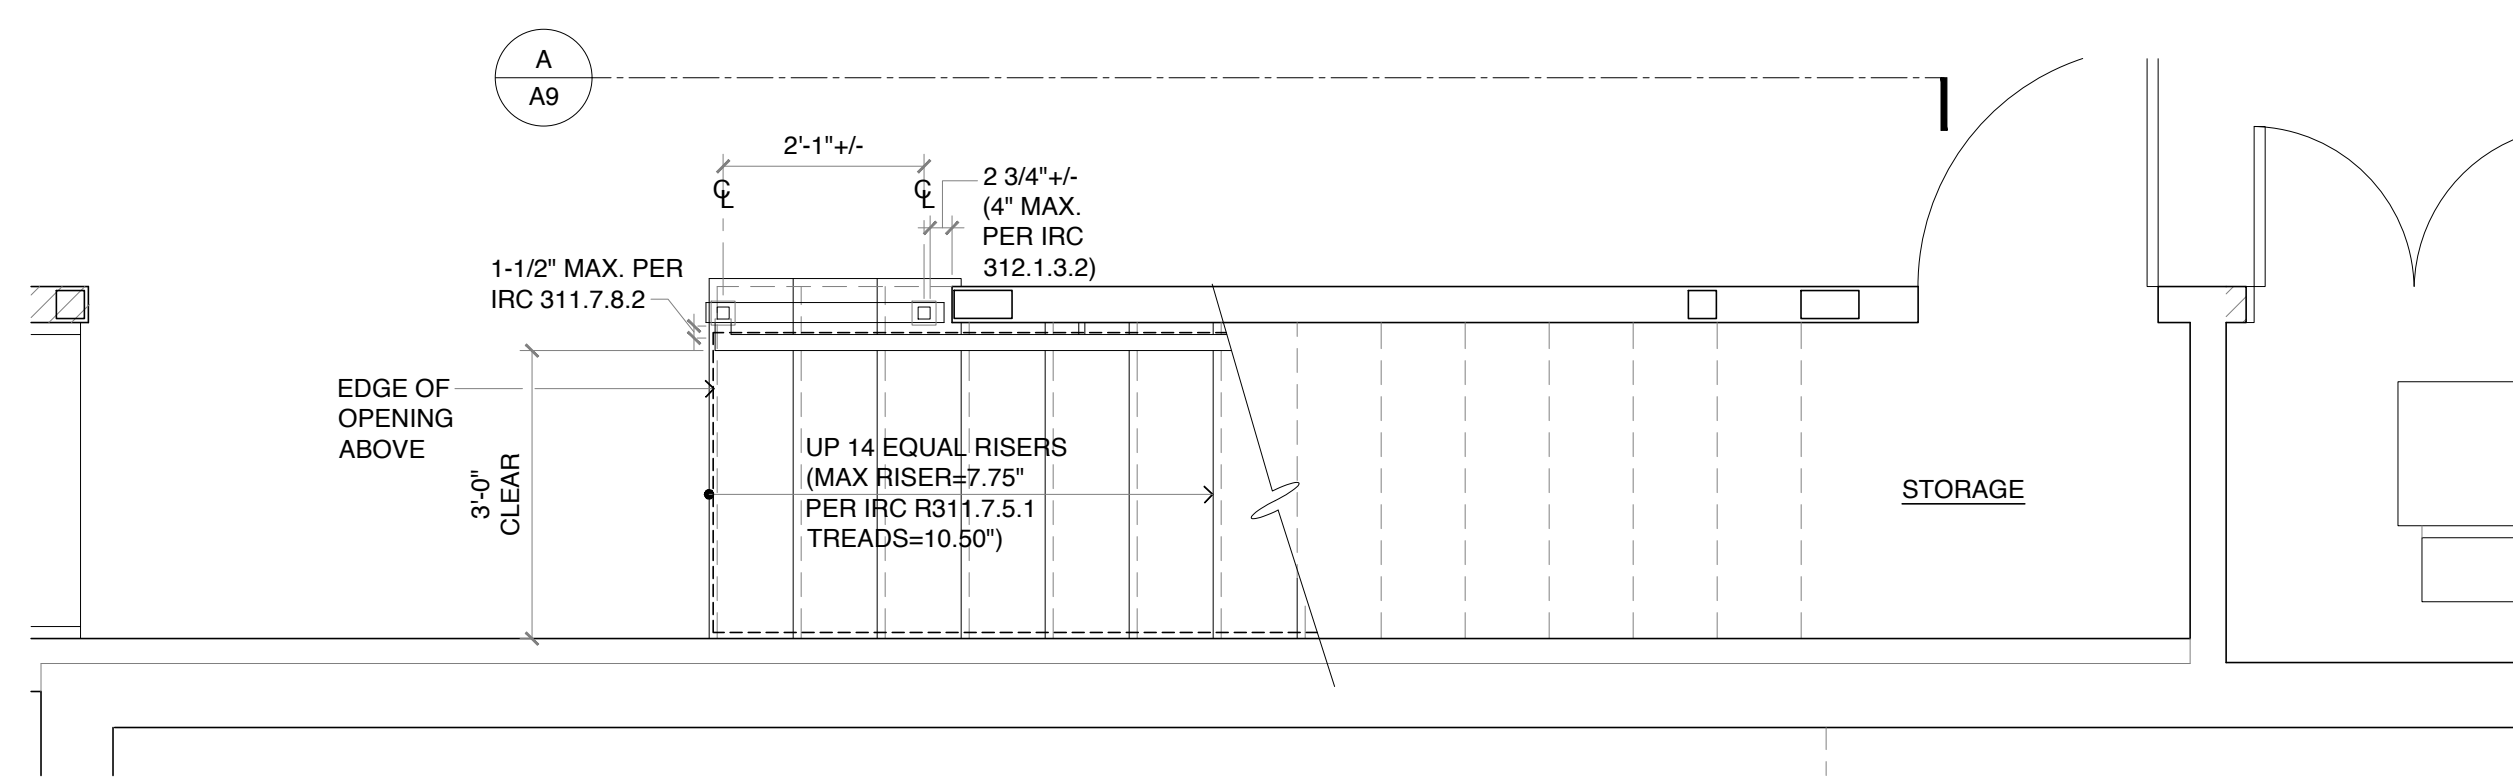 A
A9
2'-1"+/-
℄
℄
2 3/4"+/-
(4" MAX.
PER IRC
312.1.3.2)
1-1/2" MAX. PER
IRC 311.7.8.2
EDGE OF
OPENING
ABOVE
3'-0"
CLEAR
UP 14 EQUAL RISERS
(MAX RISER=7.75"
PER IRC R311.7.5.1
TREADS=10.50")
STORAGE